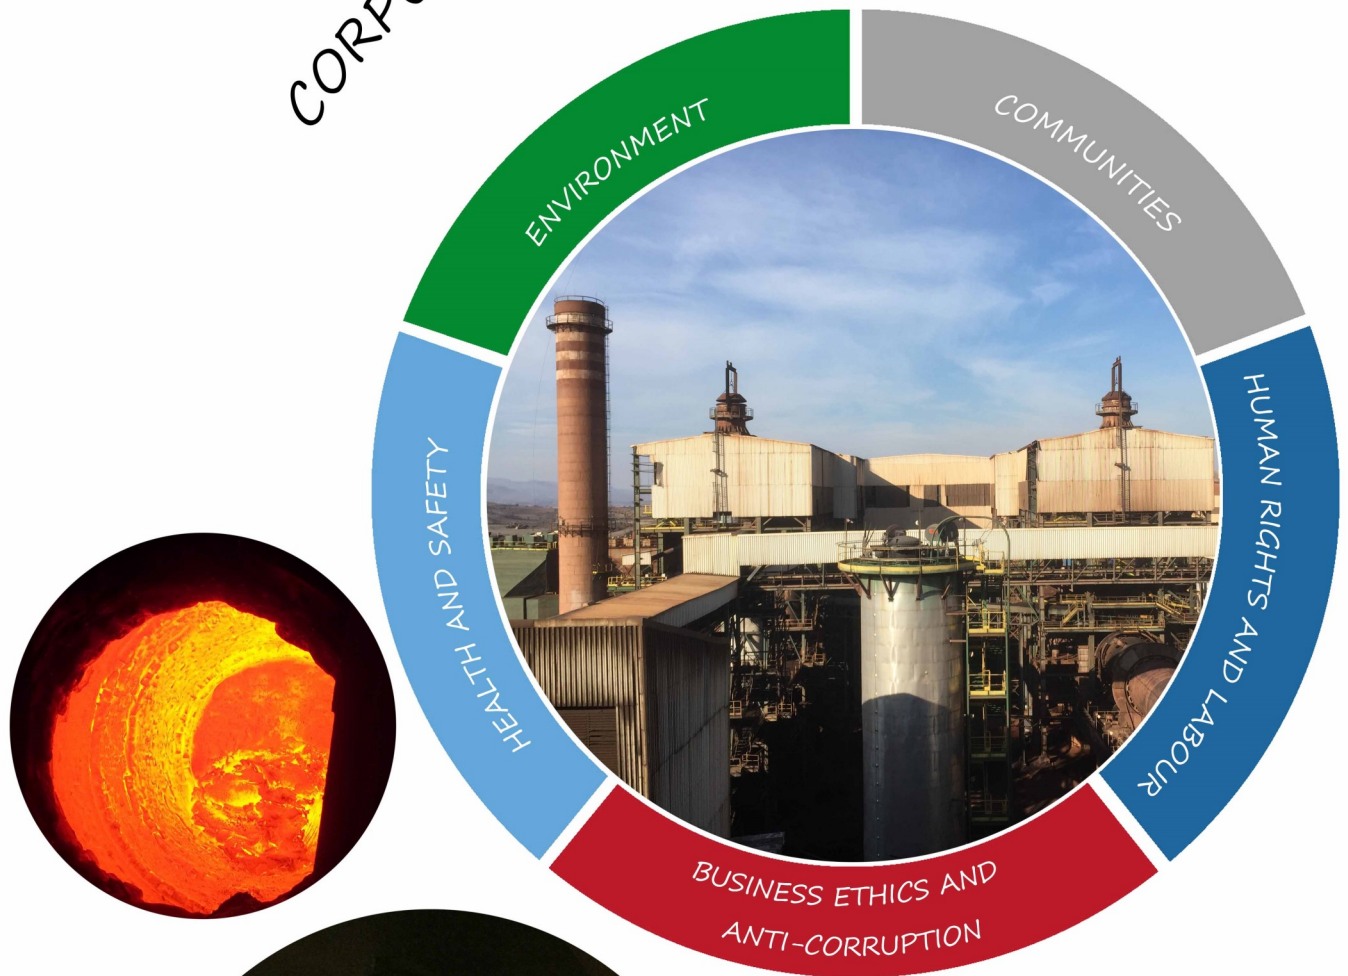 ENVIRONMENT
COMMUNITIES
HUMAN RIGHTS AND LABOUR
BUSINESS ETHICS AND
ANTI-CORRUPTION
HEALTH AND SAFETY